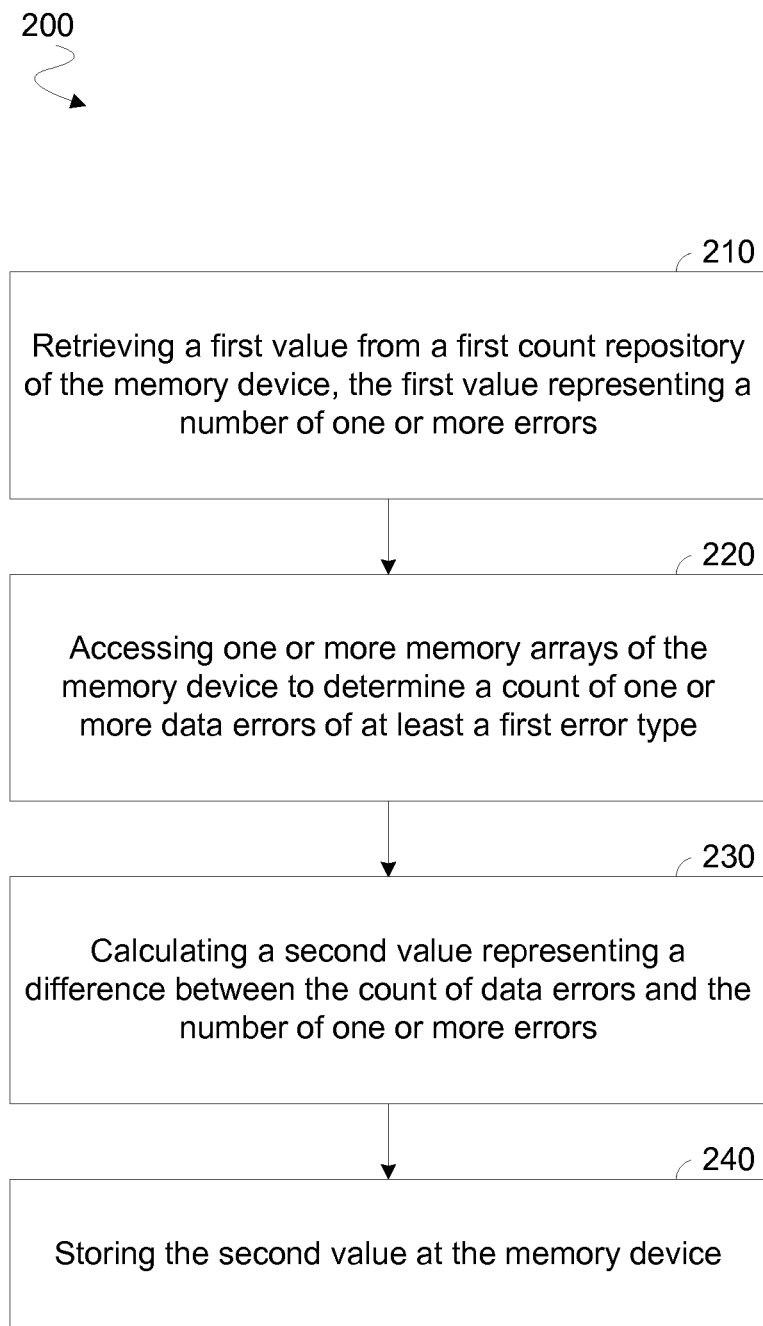 200
210
Retrieving a first value from a first count repository
of the memory device, the first value representing a
number of one or more errors
220
Accessing one or more memory arrays of the
memory device to determine a count of one or
more data errors of at least a first error type
230
Calculating a second value representing a
difference between the count of data errors and the
number of one or more errors
240
Storing the second value at the memory device